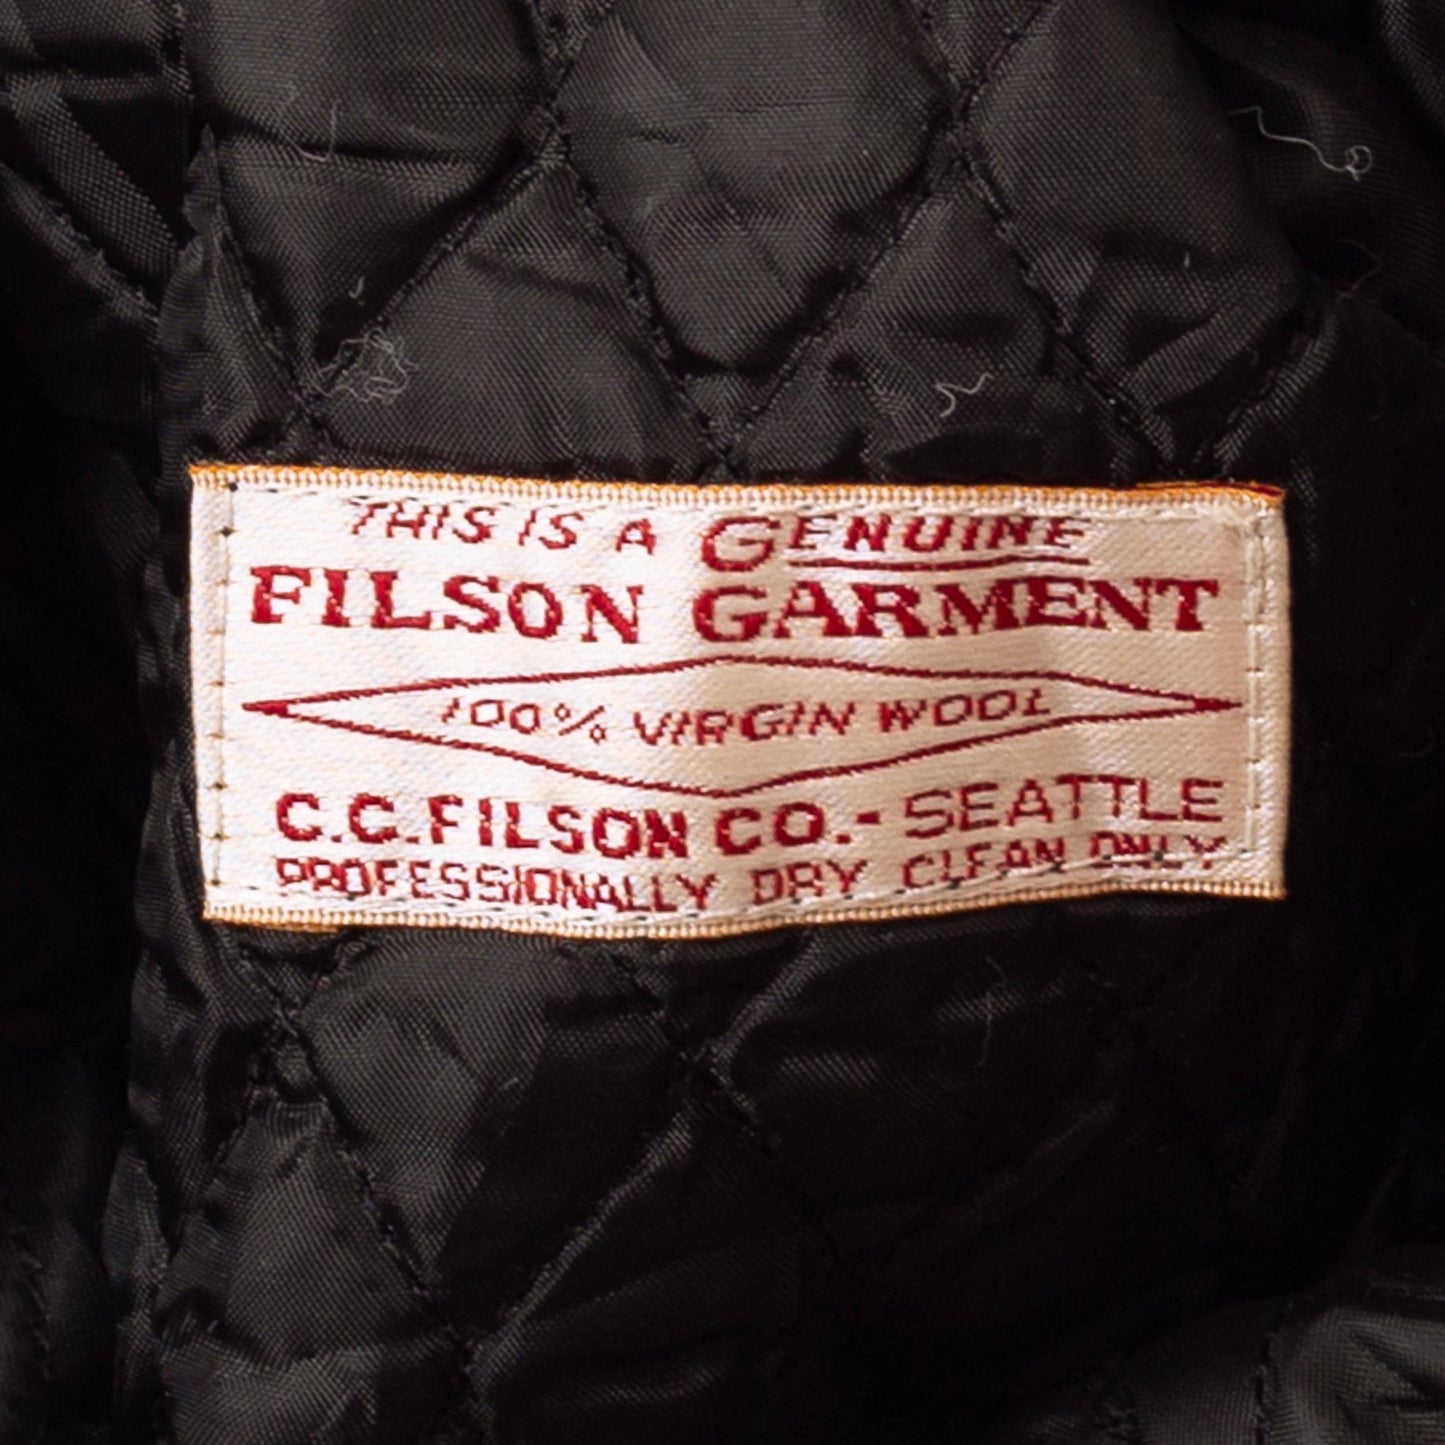 THIS IS A GENUINE
FILSON GARMENT
100% VIRGIN WOOL
C.C. FILSON CO. - SEATTLE
PROFESSIONALLY DRY CLEAN ONLY